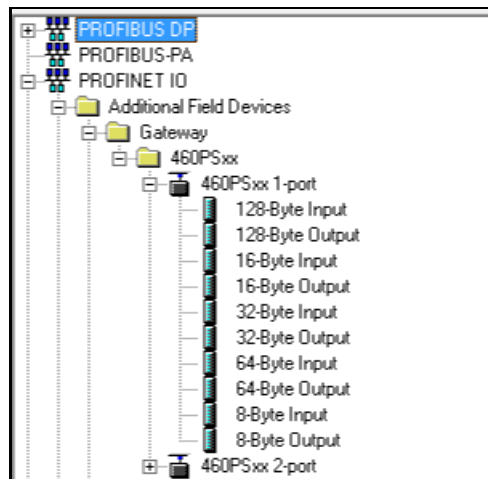 PROFIBUS DP
PROFIBUS-PA
PROFINET IO
Additional Field Devices
Gateway
460PSxx
460PSxx 1-port
128-Byte Input
128-Byte Output
16-Byte Input
16-Byte Output
32-Byte Input
32-Byte Output
64-Byte Input
64-Byte Output
8-Byte Input
8-Byte Output
460PSxx 2-port